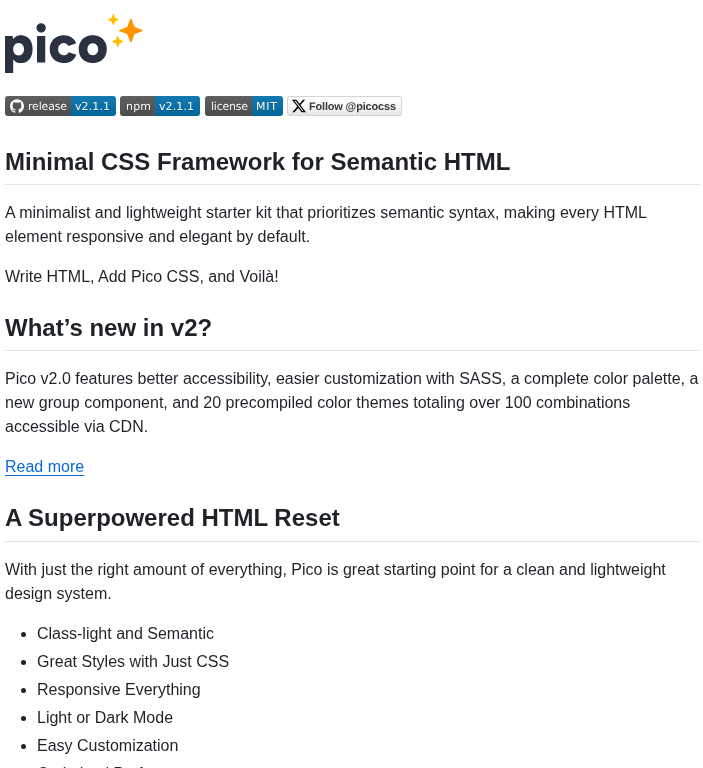 pico
release v2.1.1 npm v2.1.1 license MIT Follow @picocss
Minimal CSS Framework for Semantic HTML
A minimalist and lightweight starter kit that prioritizes semantic syntax, making every HTML
element responsive and elegant by default.
Write HTML, Add Pico CSS, and Voilà!
What’s new in v2?
Pico v2.0 features better accessibility, easier customization with SASS, a complete color palette, a
new group component, and 20 precompiled color themes totaling over 100 combinations
accessible via CDN.
Read more
A Superpowered HTML Reset
With just the right amount of everything, Pico is great starting point for a clean and lightweight
design system.
Class-light and Semantic
Great Styles with Just CSS
Responsive Everything
Light or Dark Mode
Easy Customization